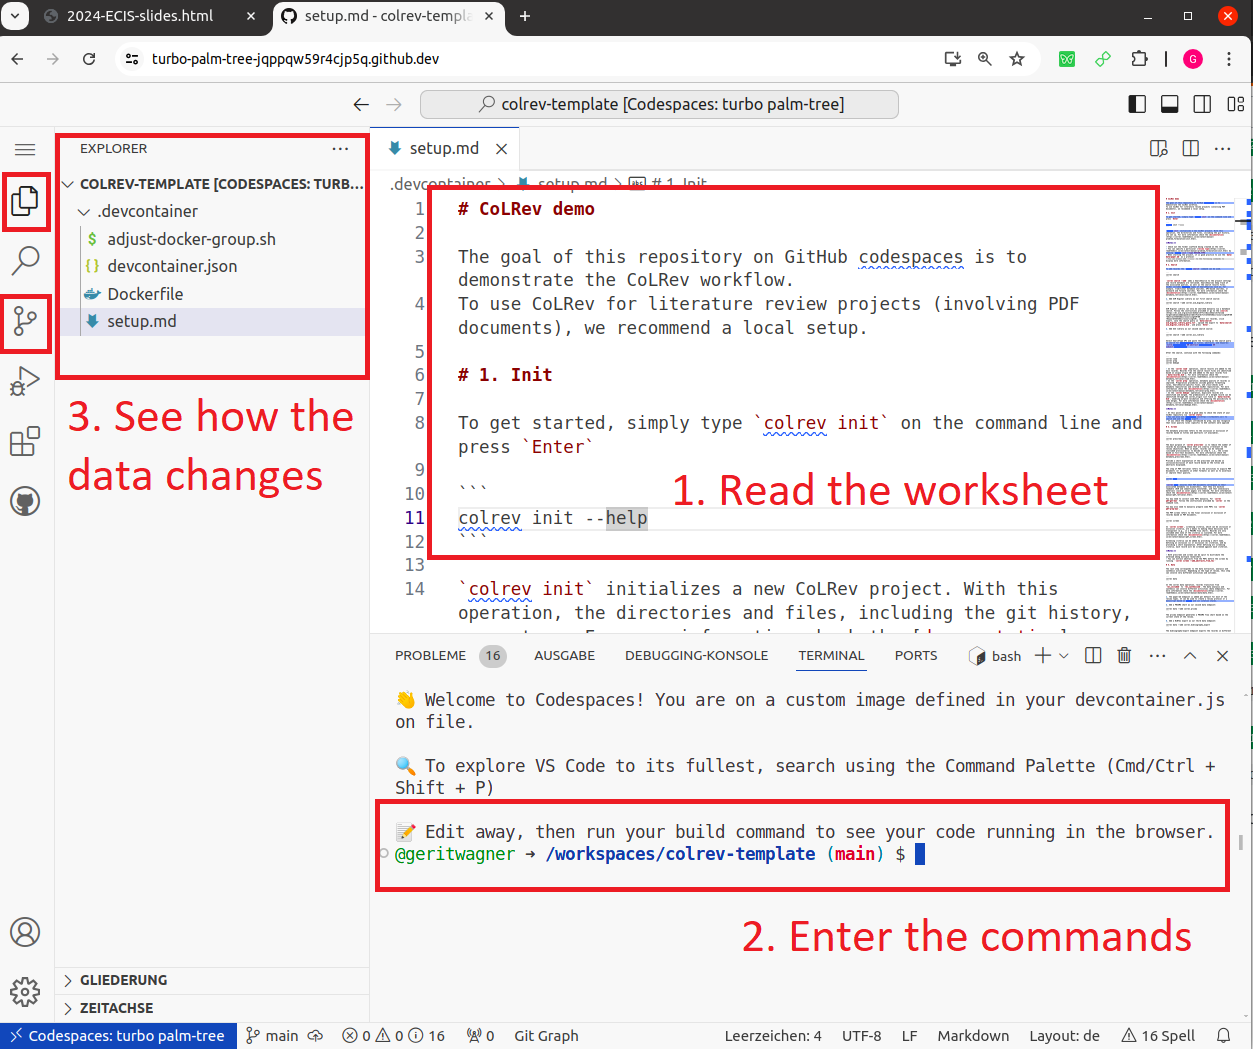 2024-ECIS-slides.html
setup.md - colrev-templa
turbo-palm-tree-jqppqw59r4cjp5q.github.dev
G
colrev-template [Codespaces: turbo palm-tree]
EXPLORER
COLREV-TEMPLATE [CODESPACES: TURB...
.devcontainer
$ adjust-docker-group.sh
{} devcontainer.json
Dockerfile
setup.md
3. See how the
data changes
GLIEDERUNG
ZEITACHSE
setup.md
.devcontainer > setup.md > abc # 1. Init
1 # CoLRev demo
2
3 The goal of this repository on GitHub codespaces is to
demonstrate the CoLRev workflow.
4 To use CoLRev for literature review projects (involving PDF
documents), we recommend a local setup.
5
6 # 1. Init
7
8 To get started, simply type `colrev init` on the command line and
press `Enter`
9
10 ```
11 colrev init --help
12 ```
1. Read the worksheet
13
14 `colrev init` initializes a new CoLRev project. With this
operation, the directories and files, including the git history,
PROBLEME 16 AUSGABE DEBUGGING-KONSOLE TERMINAL PORTS bash
👋 Welcome to Codespaces! You are on a custom image defined in your devcontainer.js
on file.
🔍 To explore VS Code to its fullest, search using the Command Palette (Cmd/Ctrl +
Shift + P)
📝 Edit away, then run your build command to see your code running in the browser.
@geritwagner → /workspaces/colrev-template (main) $
2. Enter the commands
Codespaces: turbo palm-tree main 0 0 16 0 Git Graph Leerzeichen: 4 UTF-8 LF Markdown Layout: de 16 Spell